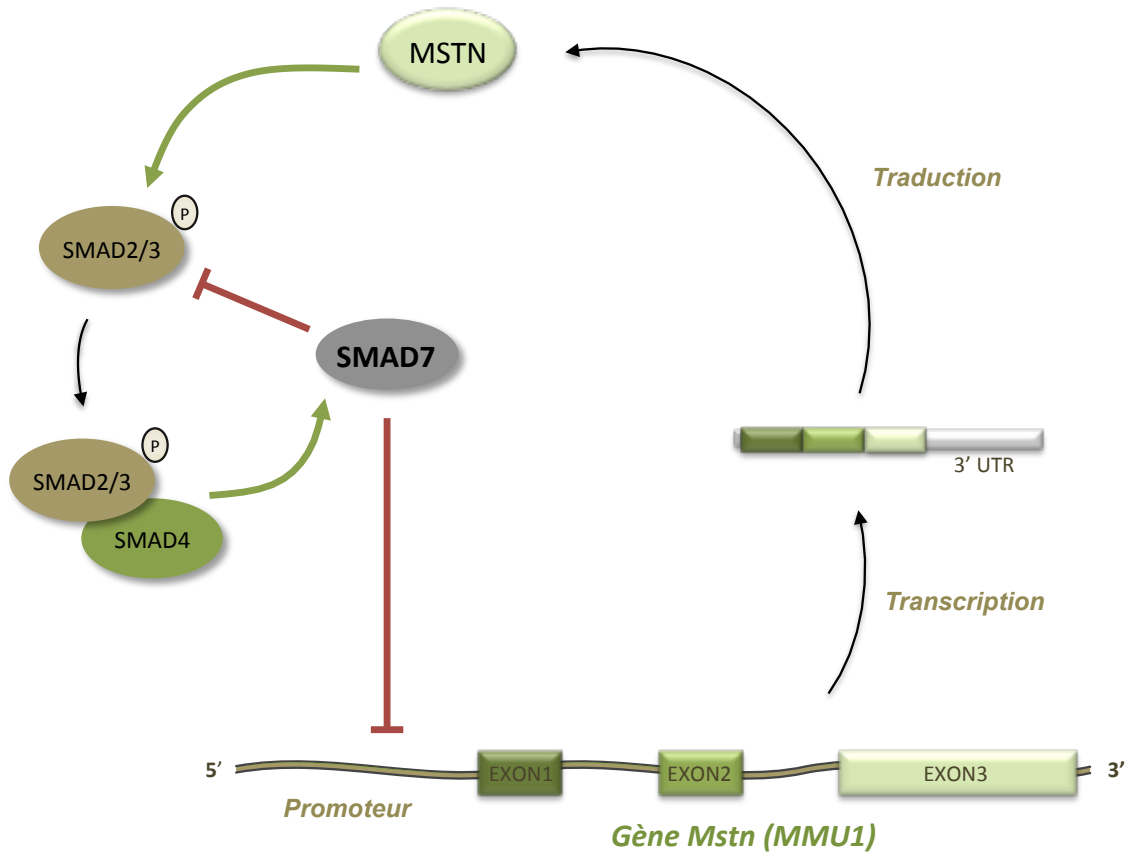 MSTN
Traduction
P
SMAD2/3
SMAD7
P
SMAD2/3
SMAD4
3’ UTR
Transcription
5’
EXON1
EXON2
EXON3
3’
Promoteur
Gène Mstn (MMU1)